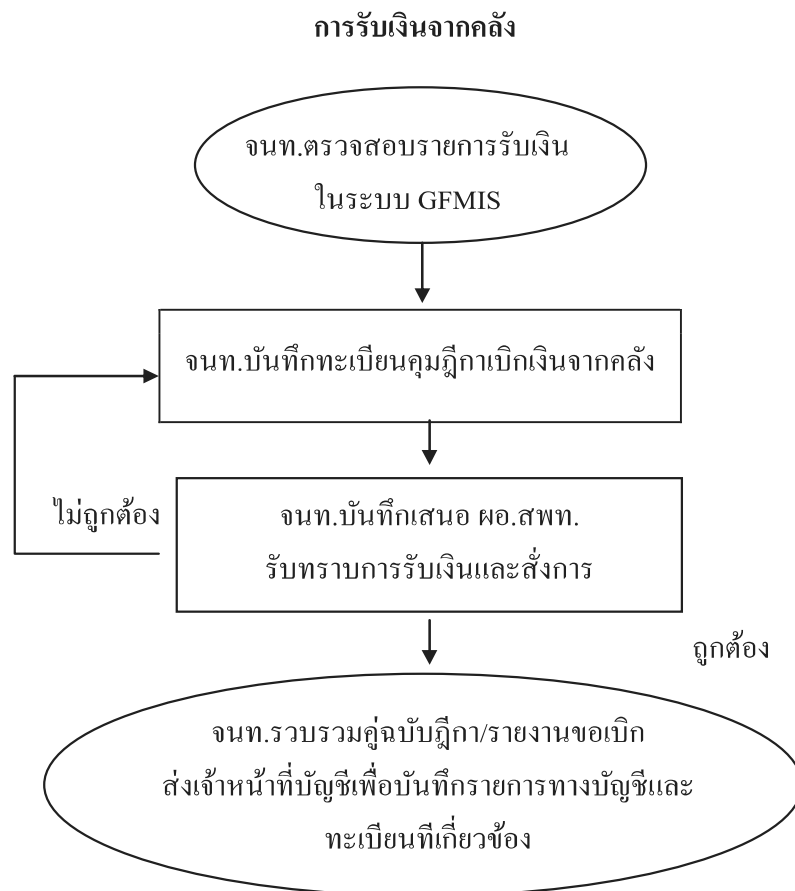 การรับเงินจากคลัง
จนท.ตรวจสอบรายการรับเงิน
ในระบบ GFMIS
จนท.บันทึกทะเบียนคุมฎีกาเบิกเงินจากคลัง
ไม่ถูกต้อง
จนท.บันทึกเสนอ ผอ.สพท.
รับทราบการรับเงินและสั่งการ
ถูกต้อง
จนท.รวบรวมคู่ฉบับฎีกา/รายงานขอเบิก
ส่งเจ้าหน้าที่บัญชีเพื่อบันทึกรายการทางบัญชีและ
ทะเบียนทีเกี่ยวข้อง